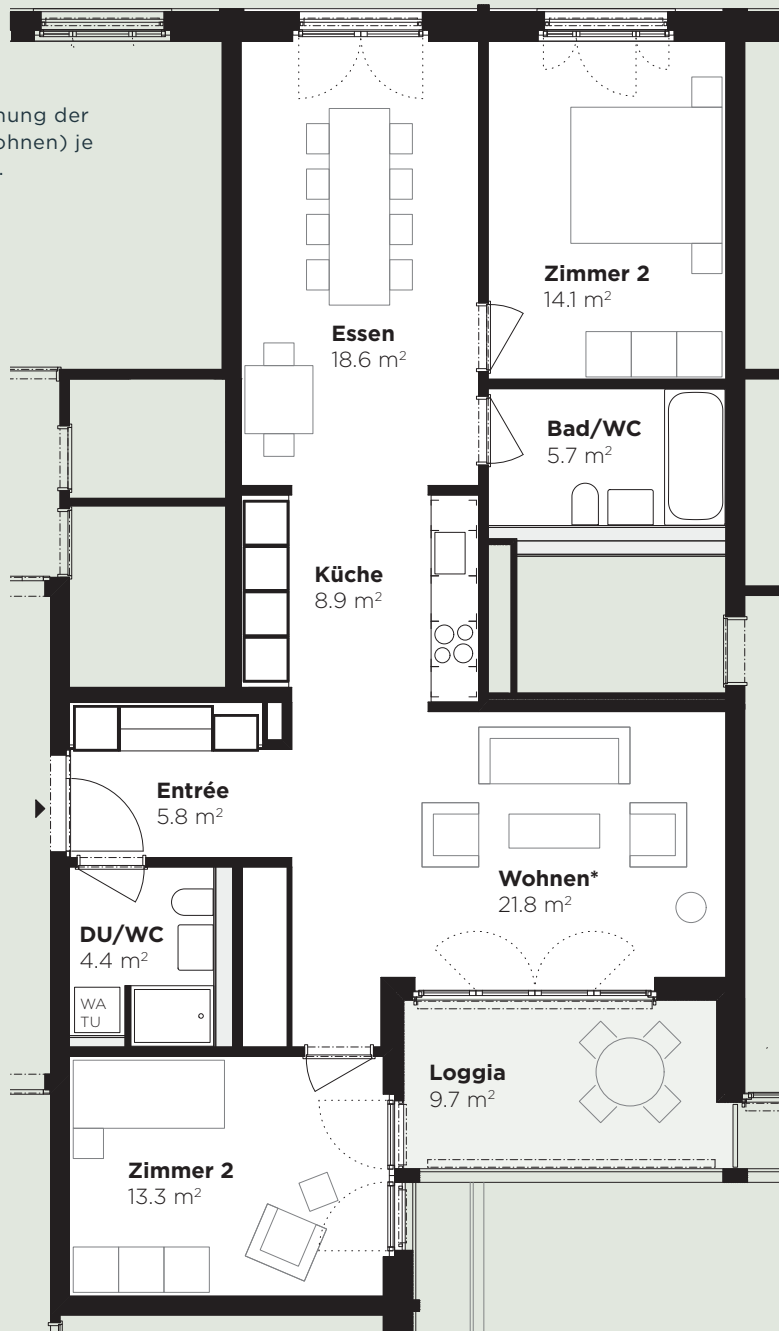 ohnen) je
Essen
18.6 m²
Zimmer 2
14.1 m²
Bad/WC
5.7 m²
Küche
8.9 m²
Entrée
5.8 m²
Wohnen*
21.8 m²
DU/WC
4.4 m²
WA
TU
Loggia
9.7 m²
Zimmer 2
13.3 m²